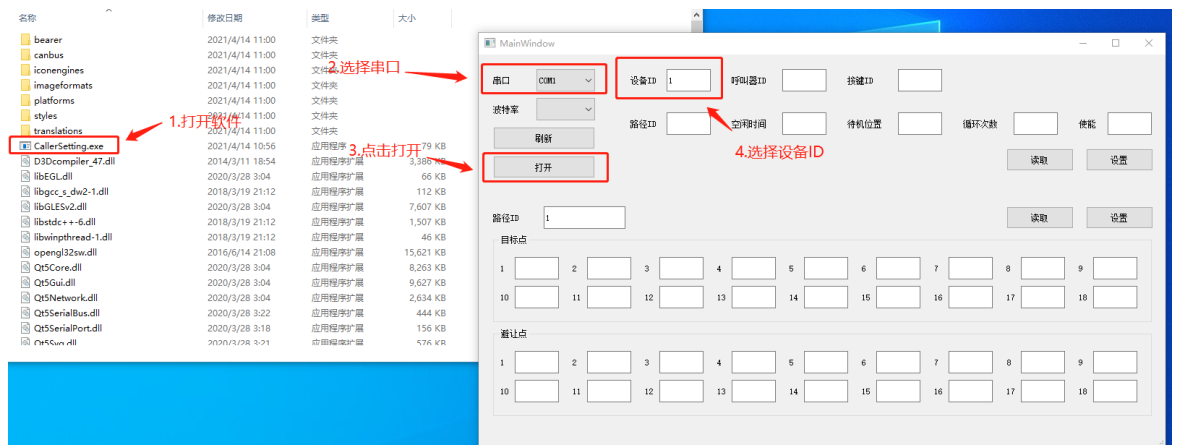 名称 修改日期 类型 大小
bearer 2021/4/14 11:00 文件夹
canbus 2021/4/14 11:00 文件夹
iconengines 2021/4/14 11:00 文件夹
imageformats 2021/4/14 11:00 文件夹
platforms 2021/4/14 11:00 文件夹
styles 2021/4/14 11:00 文件夹
translations 2021/4/14 11:00 文件夹
CallerSetting.exe 2021/4/14 10:56 应用程序 79 KB
D3Dcompiler_47.dll 2014/3/11 18:54 应用程序扩展 3,386 KB
libEGL.dll 2020/3/28 3:04 应用程序扩展 66 KB
libgcc_s_dw2-1.dll 2018/3/19 21:12 应用程序扩展 112 KB
libGLESv2.dll 2020/3/28 3:04 应用程序扩展 7,607 KB
libstdc++-6.dll 2018/3/19 21:12 应用程序扩展 1,507 KB
libwinpthread-1.dll 2018/3/19 21:12 应用程序扩展 46 KB
opengl32sw.dll 2016/6/14 21:08 应用程序扩展 15,621 KB
Qt5Core.dll 2020/3/28 3:04 应用程序扩展 8,263 KB
Qt5Gui.dll 2020/3/28 3:04 应用程序扩展 9,627 KB
Qt5Network.dll 2020/3/28 3:04 应用程序扩展 2,634 KB
Qt5SerialBus.dll 2020/3/28 3:22 应用程序扩展 444 KB
Qt5SerialPort.dll 2020/3/28 3:18 应用程序扩展 156 KB
Qt5Svg.dll 2020/3/28 3:21 应用程序扩展 576 KB
1.打开软件
2.选择串口
3.点击打开
4.选择设备ID
MainWindow
串口 COM1 设备ID 1 呼叫器ID 按键ID
波特率
路径ID 空闲时间 待机位置 循环次数 使能
刷新
打开
读取 设置
路径ID 1 读取 设置
目标点
1 2 3 4 5 6 7 8 9
10 11 12 13 14 15 16 17 18
避让点
1 2 3 4 5 6 7 8 9
10 11 12 13 14 15 16 17 18